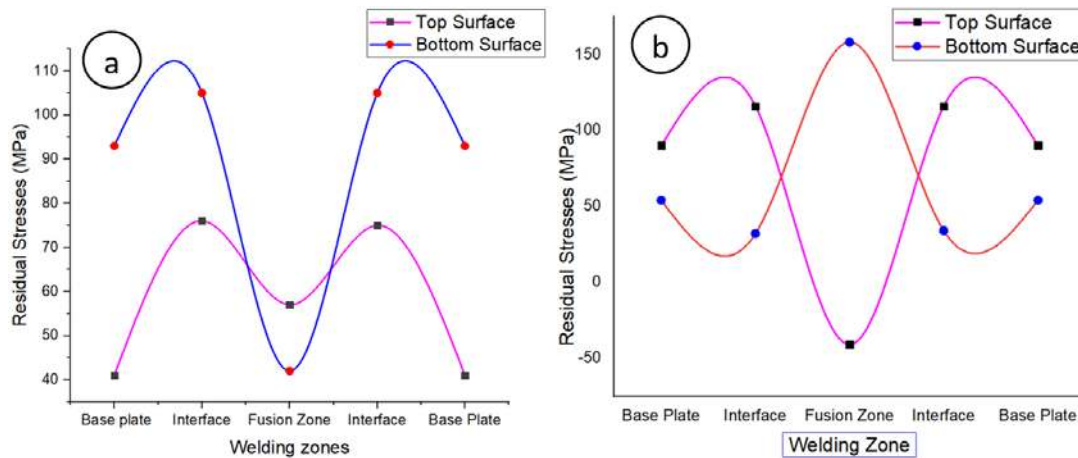 a
Top Surface
Bottom Surface
110
100
90
80
70
60
50
40
Residual Stresses (MPa)
Base plate Interface Fusion Zone Interface Base Plate
Welding zones
b
Top Surface
Bottom Surface
150
100
50
0
-50
Residual Stresses (MPa)
Base Plate Interface Fusion Zone Interface Base Plate
Welding Zone